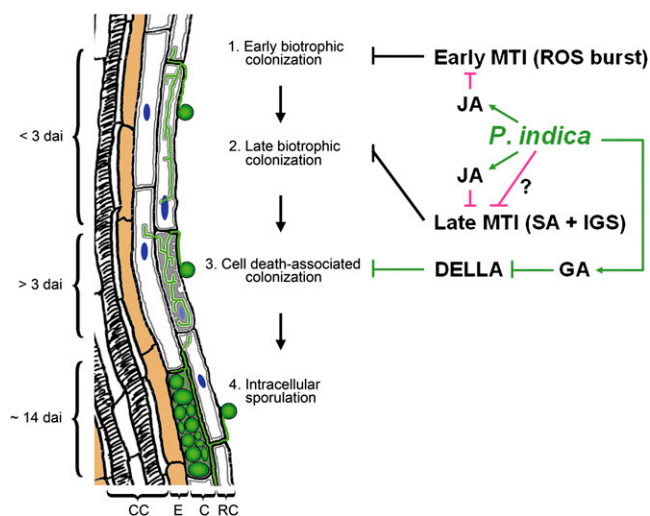 1. Early biotrophic
colonization
Early MTI (ROS burst)
JA
< 3 dai
P. indica
2. Late biotrophic
colonization
JA
?
Late MTI (SA + IGS)
> 3 dai
3. Cell death-associated
colonization
DELLA
GA
4. Intracellular
sporulation
~ 14 dai
CC
E
C
RC